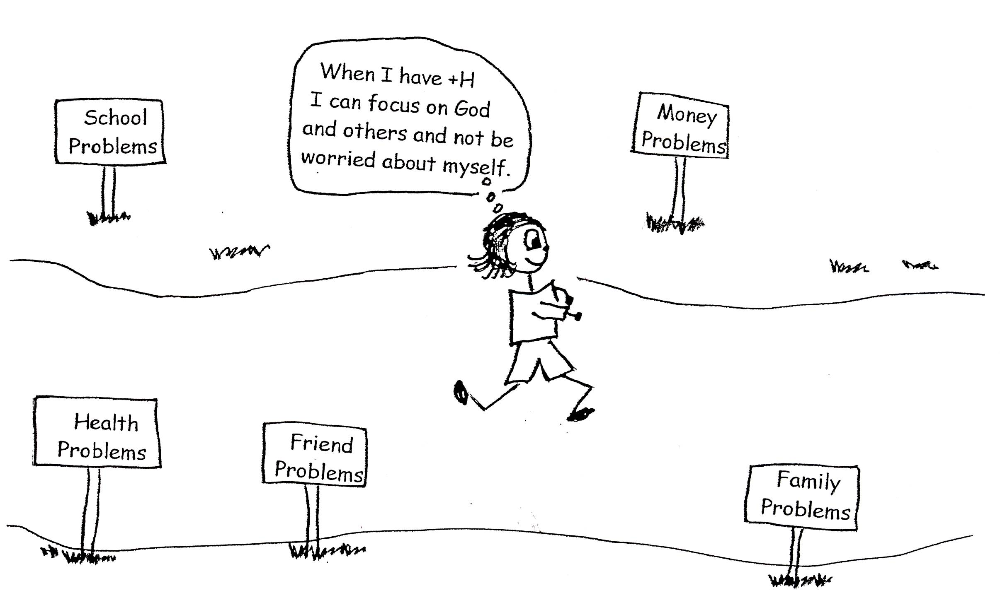 When I have +H
I can focus on God
and others and not be
worried about myself.
School
Problems
Money
Problems
Health
Problems
Friend
Problems
Family
Problems